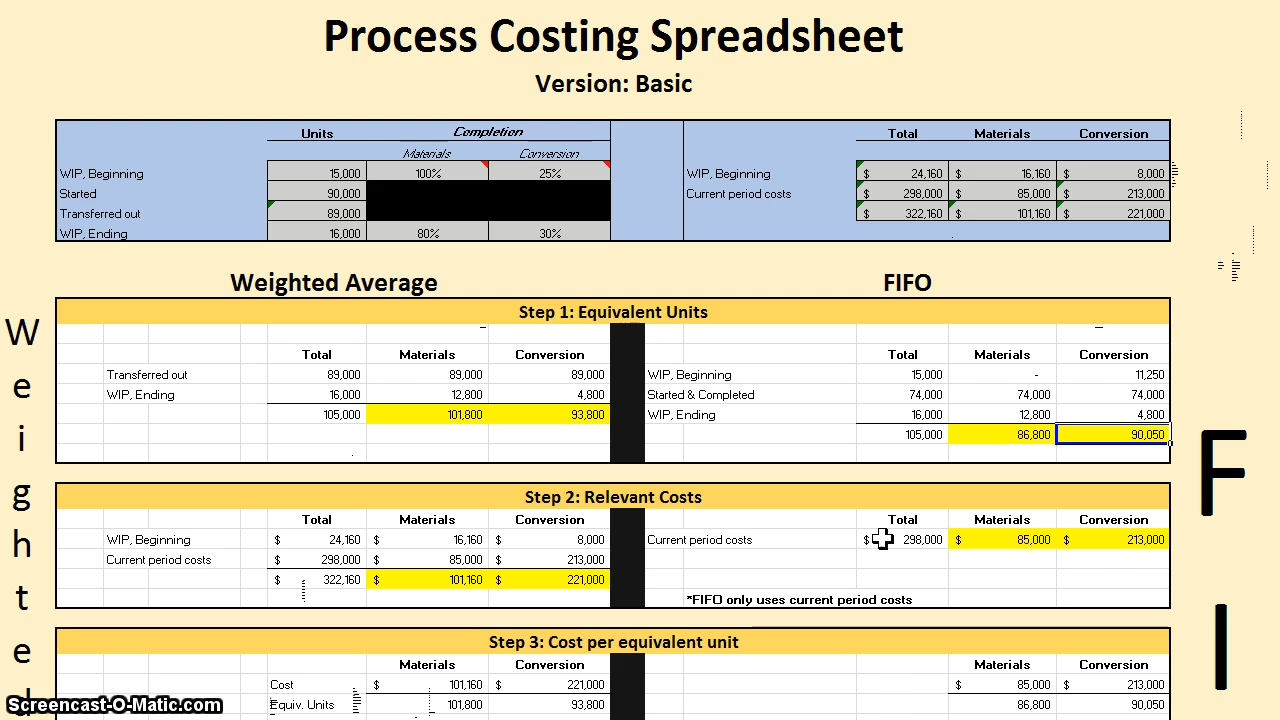 Process Costing Spreadsheet
Version: Basic
Units Completion Total Materials Conversion
Materials Conversion
WIP, Beginning 15,000 100% 25% WIP, Beginning $ 24,160 $ 16,160 $ 8,000
Started 90,000 Current period costs $ 298,000 $ 85,000 $ 213,000
Transferred out 89,000 $ 322,160 $ 101,160 $ 221,000
WIP, Ending 16,000 80% 30%
Weighted Average FIFO
Step 1: Equivalent Units
Total Materials Conversion Total Materials Conversion
Transferred out 89,000 89,000 89,000 WIP, Beginning 15,000 - 11,250
WIP, Ending 16,000 12,800 4,800 Started & Completed 74,000 74,000 74,000
105,000 101,800 93,800 WIP, Ending 16,000 12,800 4,800
105,000 86,800 90,050
Step 2: Relevant Costs
Total Materials Conversion Total Materials Conversion
WIP, Beginning $ 24,160 $ 16,160 $ 8,000 Current period costs $ 298,000 $ 85,000 $ 213,000
Current period costs 298,000 85,000 213,000
$ 322,160 $ 101,160 $ 221,000
*FIFO only uses current period costs
Step 3: Cost per equivalent unit
Materials Conversion Materials Conversion
Cost $ 101,160 $ 221,000 $ 85,000 $ 213,000
Equiv. Units 101,800 93,800 86,800 90,050
W
e
i
g
h
t
e
d
F
I
Screencast-O-Matic.com